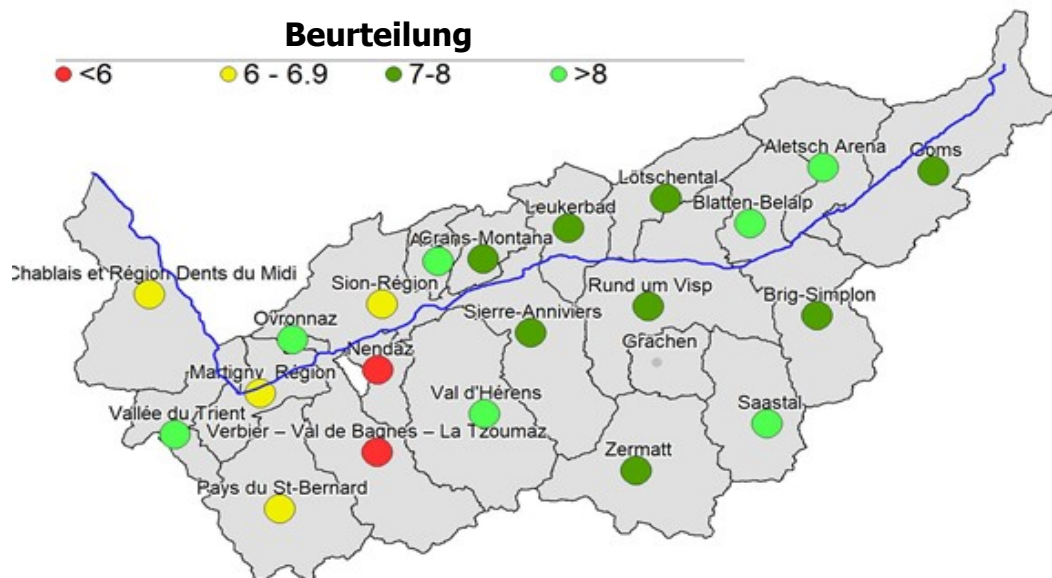 Beurteilung
<6 6 - 6.9 7-8 >8
Aletsch Arena
Goms
Lötschental
Blatten-Belalp
Leukerbad
Crans-Montana
Chablais et Région Dents du Midi
Sion-Région
Rund um Visp
Brig-Simplon
Sierre-Anniviers
Ovronnaz
Grachen
Nendaz
Martigny Région
Val d'Hérens
Saastal
Vallée du Trient
Verbier – Val de Bagnes – La Tzoumaz
Zermatt
Pays du St-Bernard